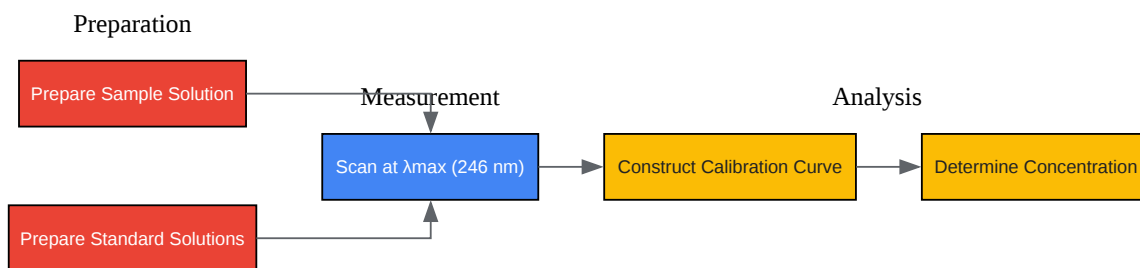 Preparation
Prepare Sample Solution
Measurement
Analysis
Scan at λmax (246 nm)
Construct Calibration Curve
Determine Concentration
Prepare Standard Solutions